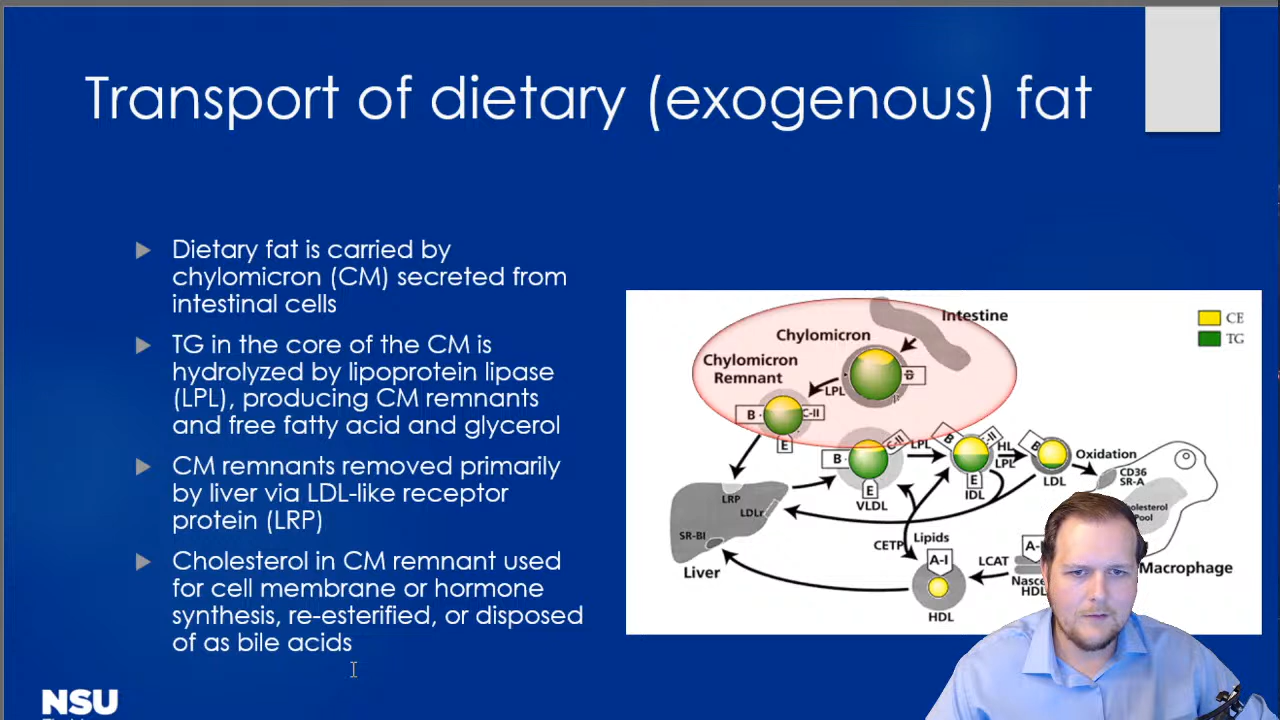 Transport of dietary (exogenous) fat
Dietary fat is carried by
chylomicron (CM) secreted from
intestinal cells
TG in the core of the CM is
hydrolyzed by lipoprotein lipase
(LPL), producing CM remnants
and free fatty acid and glycerol
CM remnants removed primarily
by liver via LDL-like receptor
protein (LRP)
Cholesterol in CM remnant used
for cell membrane or hormone
synthesis, re-esterified, or disposed
of as bile acids
NSU
Intestine
CE
TG
Chylomicron
Chylomicron
Remnant
B
LPL
B
C-II
E
B
C-II
LPL
B
HL
LPL
B
Oxidation
E
VLDL
E
IDL
LDL
CD36
SR-A
LRP
LDLr
SR-BI
Liver
Pool
CETP
Lipids
A-I
LCAT
HDL
HDL
Macrophage